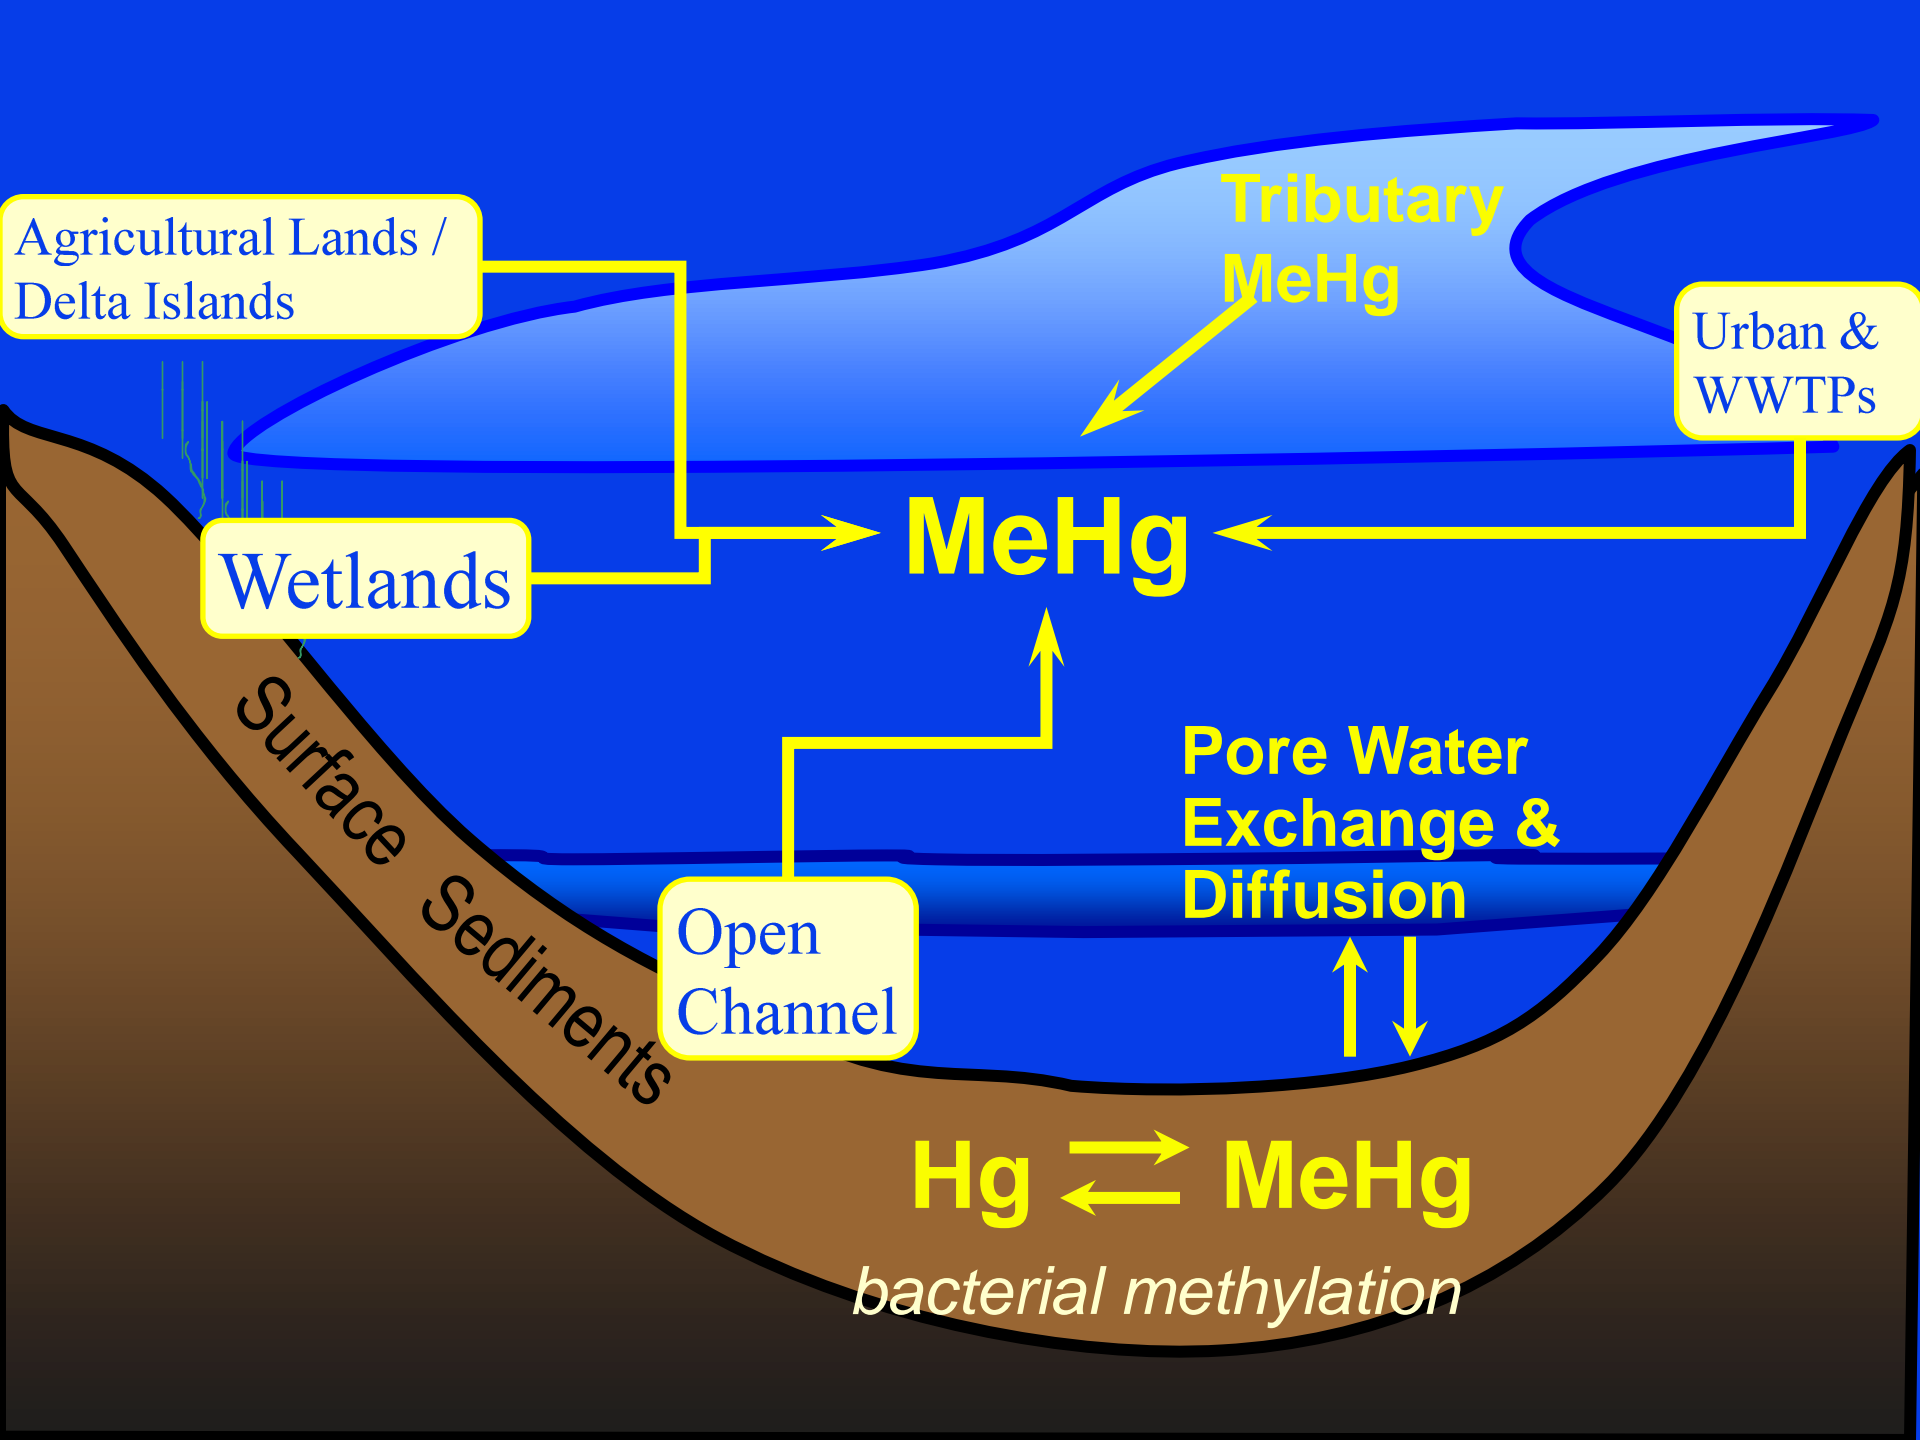 Tributary
MeHg
Agricultural Lands /
Delta Islands
Urban &
WWTPs
MeHg
Wetlands
Surface Sediments
Pore Water
Exchange &
Diffusion
Open
Channel
Hg MeHg
bacterial methylation